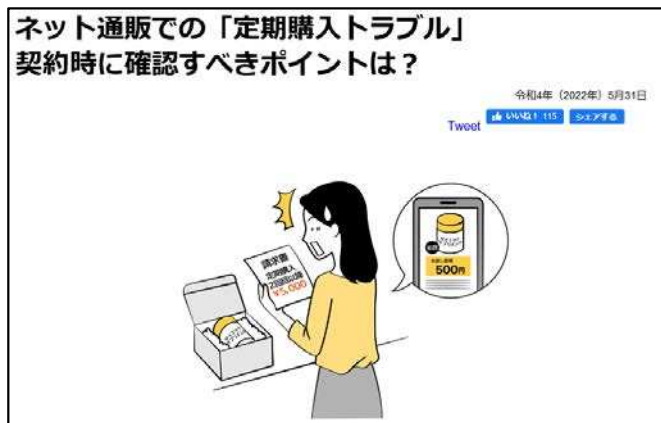 ネット通販での「定期購入トラブル」
契約時に確認すべきポイントは？
令和4年（2022年）5月31日
Tweet
いいね！ 115
シェアする
請求書
定期購入
2回目以降
¥5,000
500円